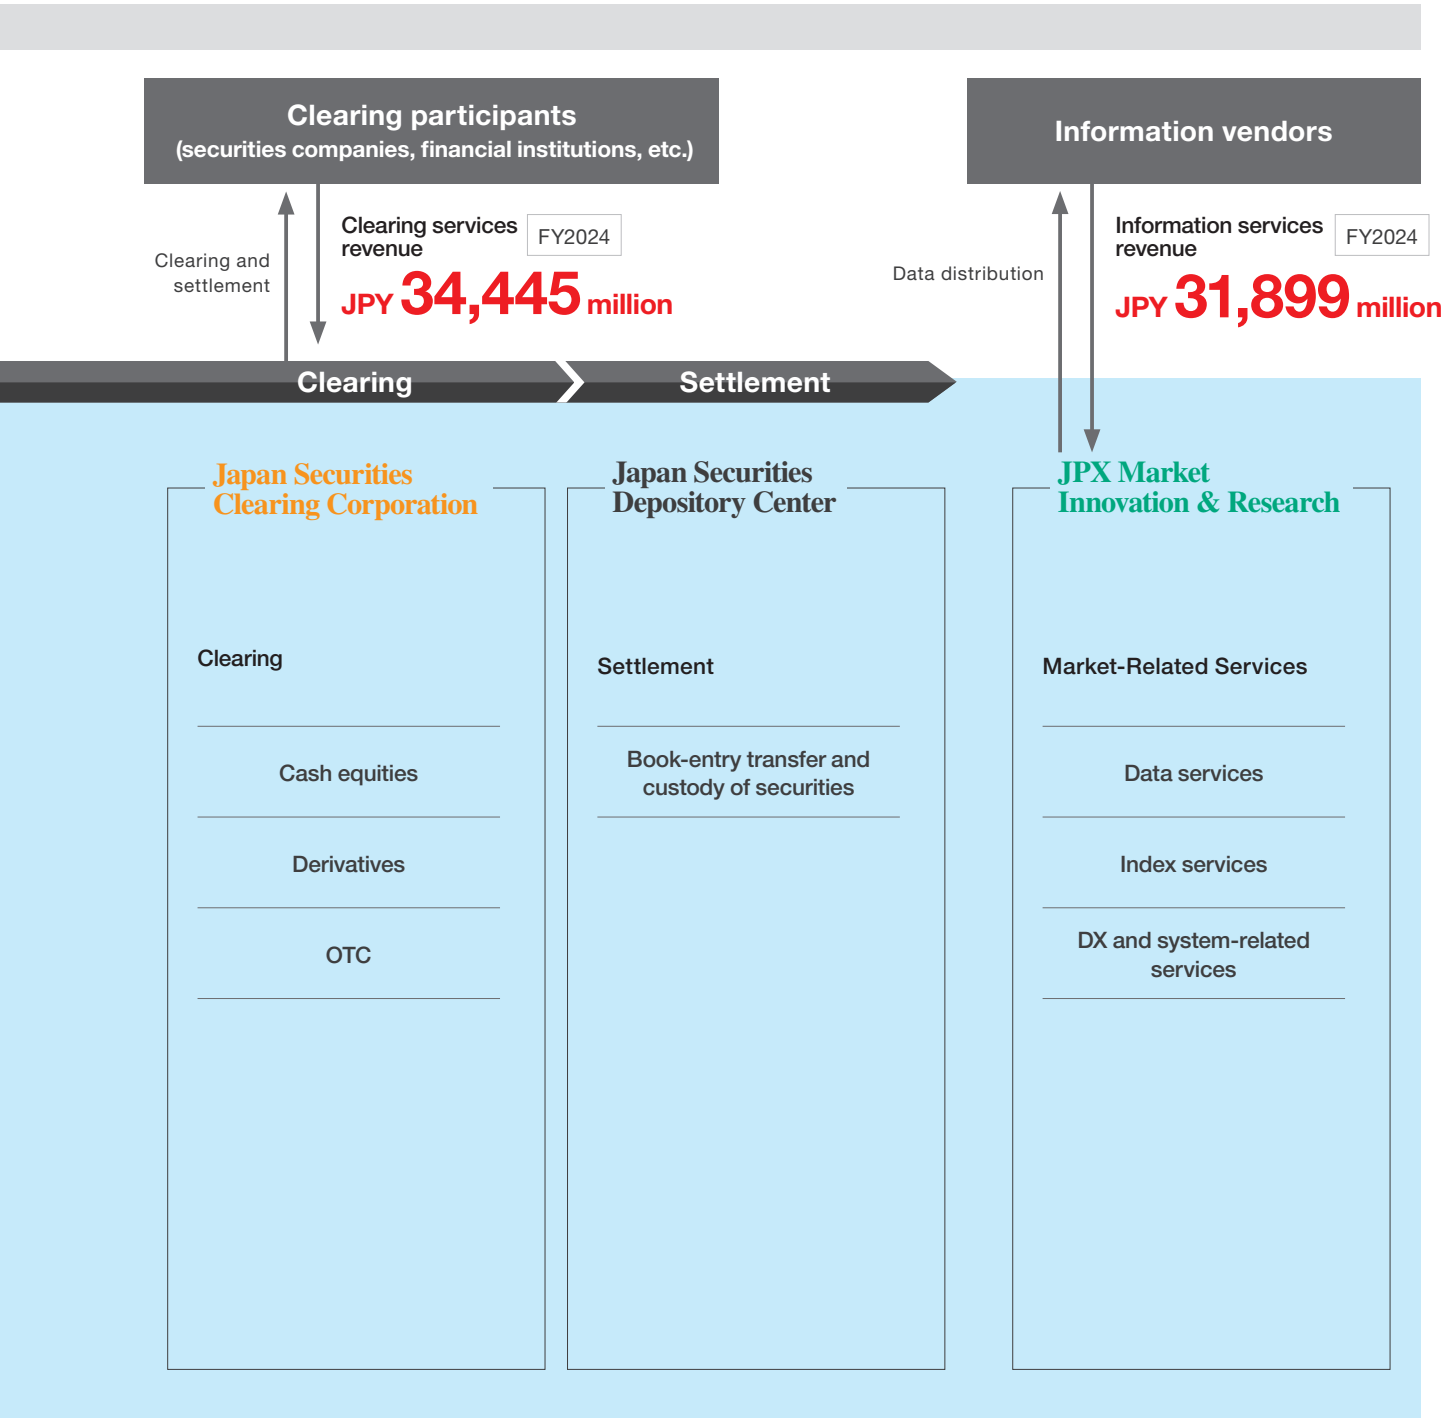 Clearing participants
(securities companies, financial institutions, etc.)
Clearing and
settlement
Clearing services
revenue
FY2024
JPY 34,445 million
Information vendors
Data distribution
Information services
revenue
FY2024
JPY 31,899 million
Clearing
Settlement
Japan Securities
Clearing Corporation
Clearing
Cash equities
Derivatives
OTC
Japan Securities
Depository Center
Settlement
Book-entry transfer and
custody of securities
JPX Market
Innovation & Research
Market-Related Services
Data services
Index services
DX and system-related
services